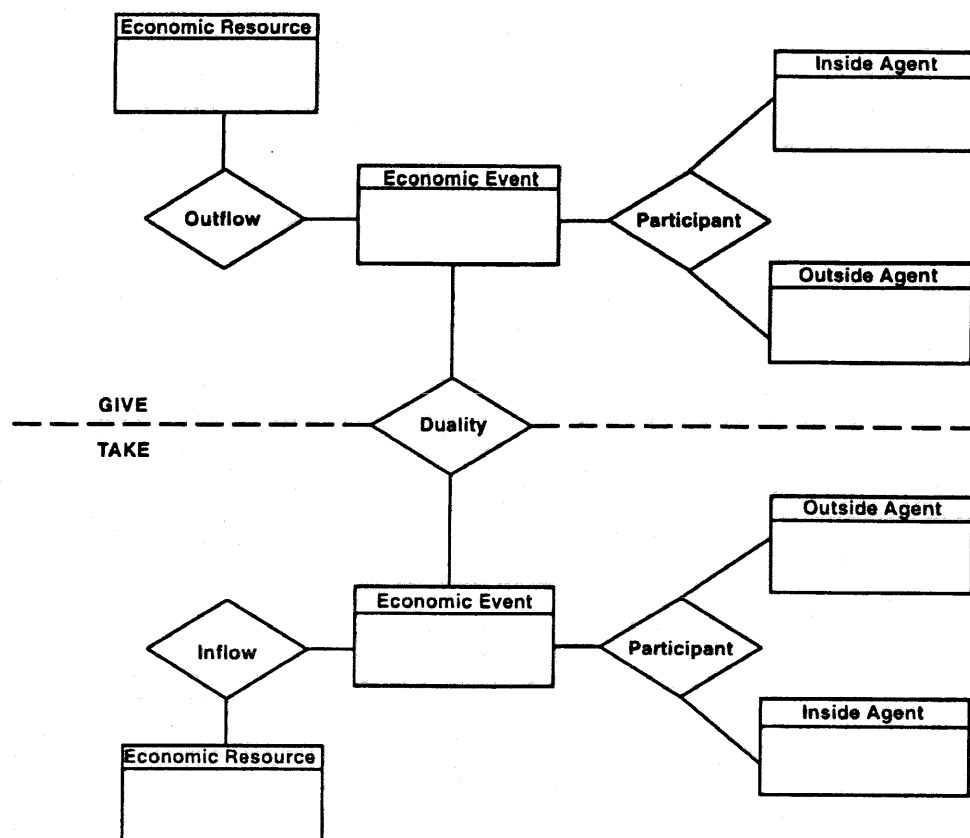 Economic Resource
Inside Agent
Economic Event
Outflow
Participant
Outside Agent
GIVE
Duality
TAKE
Outside Agent
Economic Event
Inflow
Participant
Inside Agent
Economic Resource